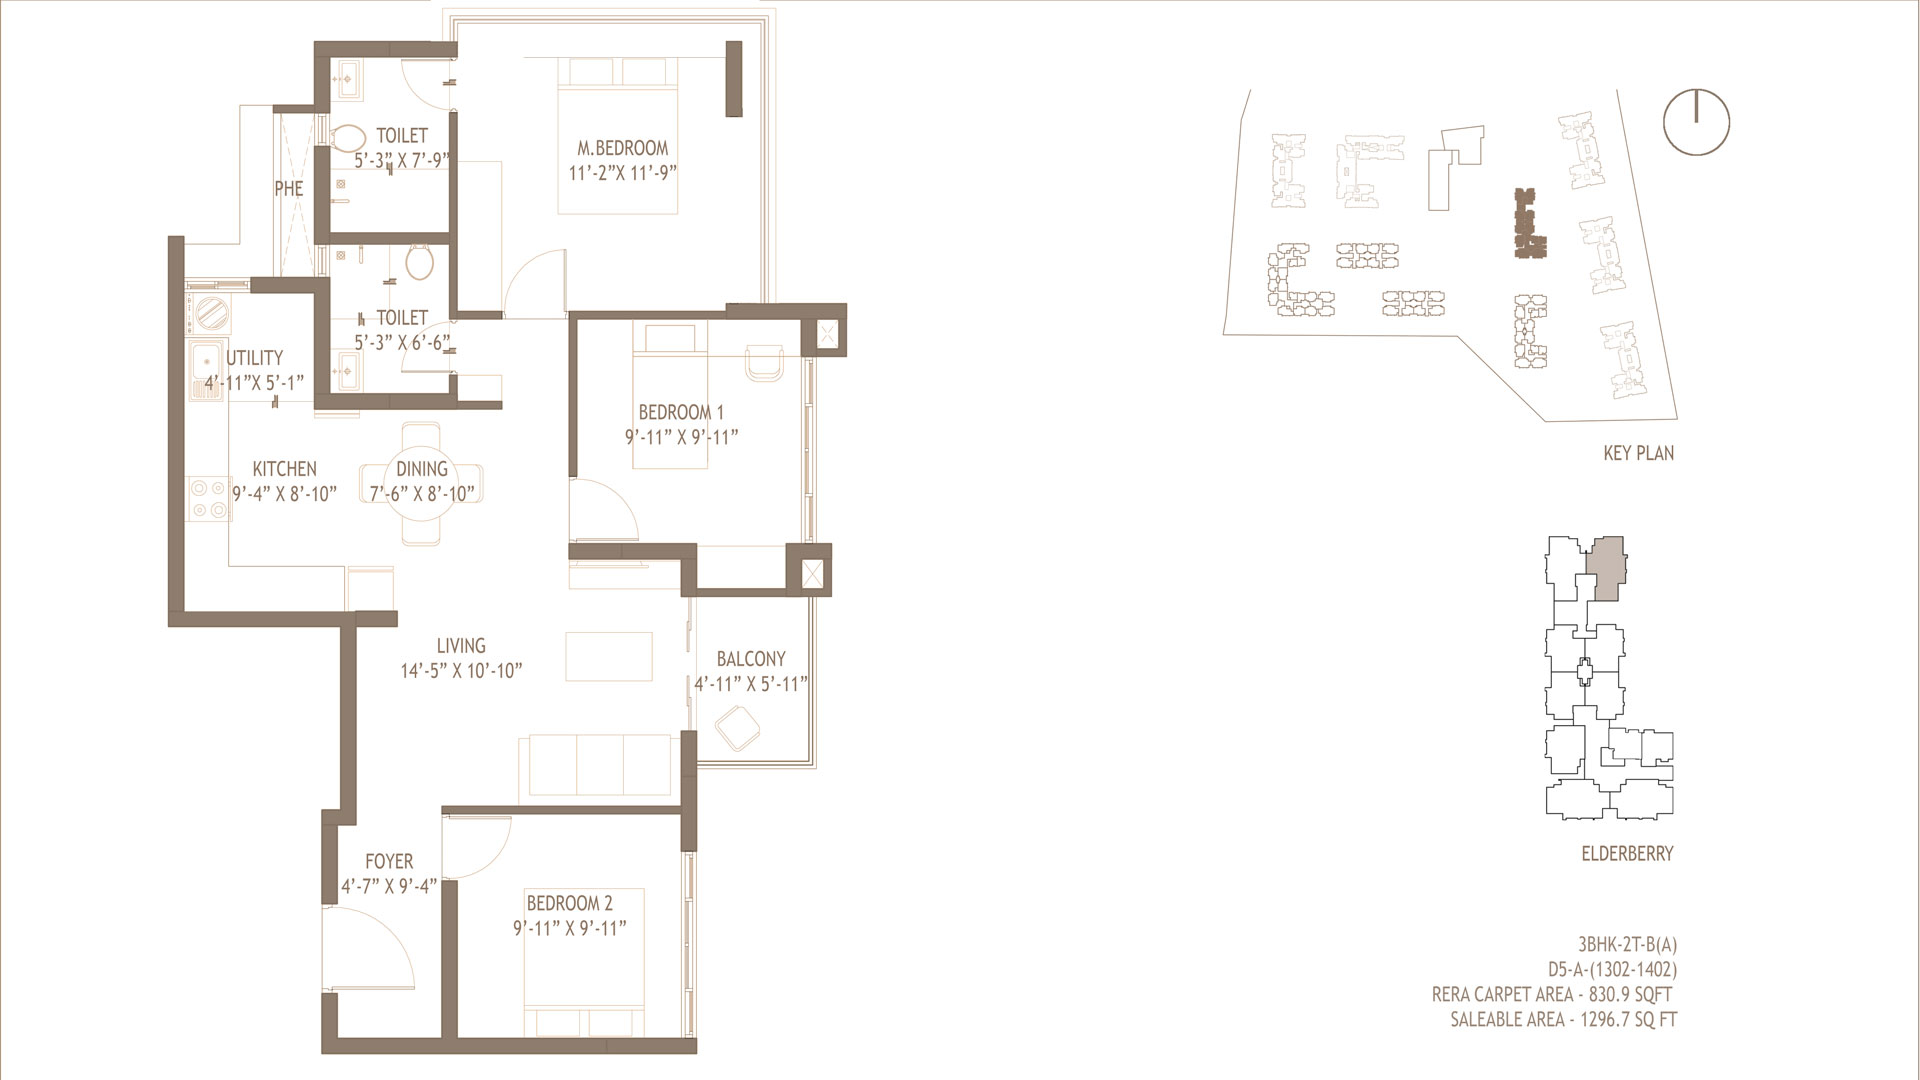 TOILET
5’-3” X 7’-9”
M.BEDROOM
11’-2”X 11’-9”
PHE
TOILET
5’-3” X 6’-6”
UTILITY
4’-11”X 5’-1”
BEDROOM 1
9’-11” X 9’-11”
KITCHEN
9’-4” X 8’-10”
DINING
7’-6” X 8’-10”
LIVING
14’-5” X 10’-10”
BALCONY
4’-11” X 5’-11”
FOYER
4’-7” X 9’-4”
BEDROOM 2
9’-11” X 9’-11”
KEY PLAN
ELDERBERRY
3BHK-2T-B(A)
D5-A-(1302-1402)
RERA CARPET AREA - 830.9 SQFT
SALEABLE AREA - 1296.7 SQ FT